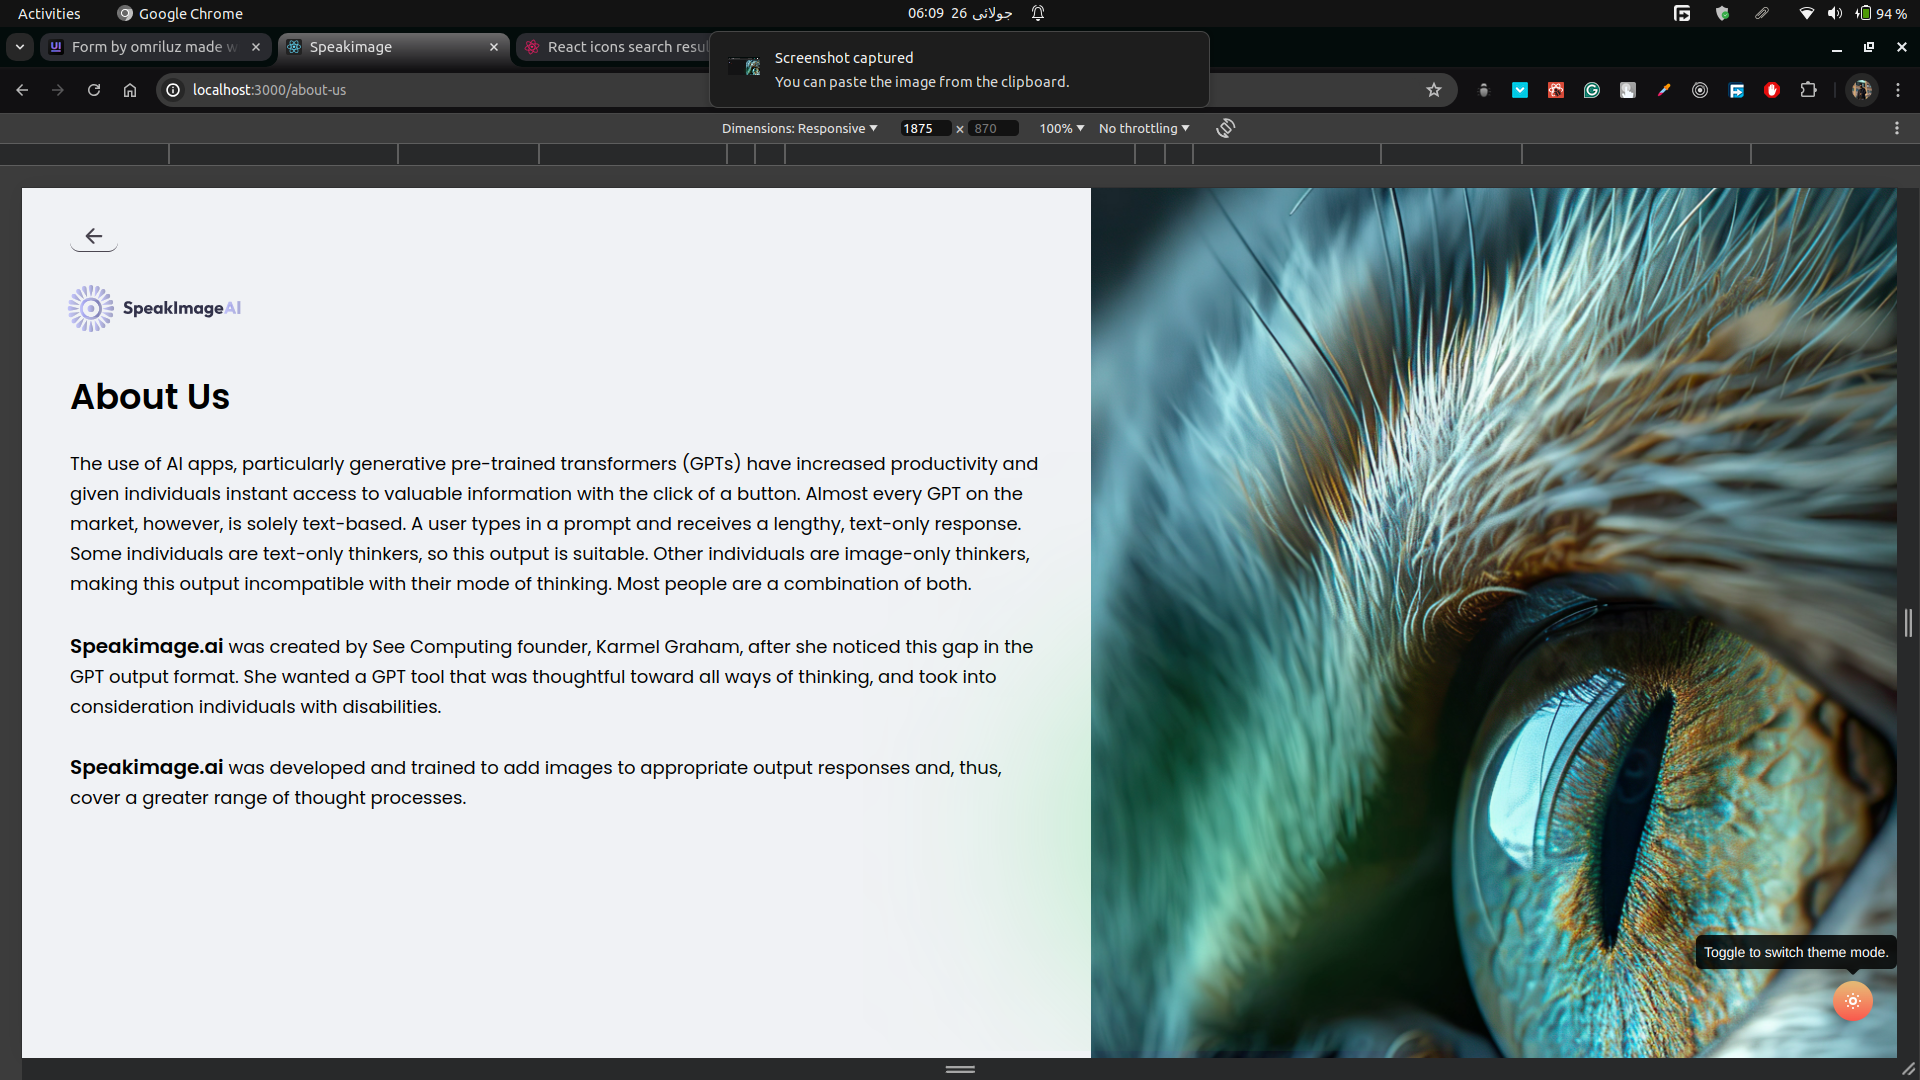 Activities
Google Chrome
06:09 26 جولائی
94 %
Form by omriluz made w
Speakimage
React icons search resul
Screenshot captured
You can paste the image from the clipboard.
localhost:3000/about-us
Dimensions: Responsive
1875 x 870
100%
No throttling
SpeakImageAI
About Us
The use of AI apps, particularly generative pre-trained transformers (GPTs) have increased productivity and
given individuals instant access to valuable information with the click of a button. Almost every GPT on the
market, however, is solely text-based. A user types in a prompt and receives a lengthy, text-only response.
Some individuals are text-only thinkers, so this output is suitable. Other individuals are image-only thinkers,
making this output incompatible with their mode of thinking. Most people are a combination of both.
Speakimage.ai was created by See Computing founder, Karmel Graham, after she noticed this gap in the
GPT output format. She wanted a GPT tool that was thoughtful toward all ways of thinking, and took into
consideration individuals with disabilities.
Speakimage.ai was developed and trained to add images to appropriate output responses and, thus,
cover a greater range of thought processes.
Toggle to switch theme mode.